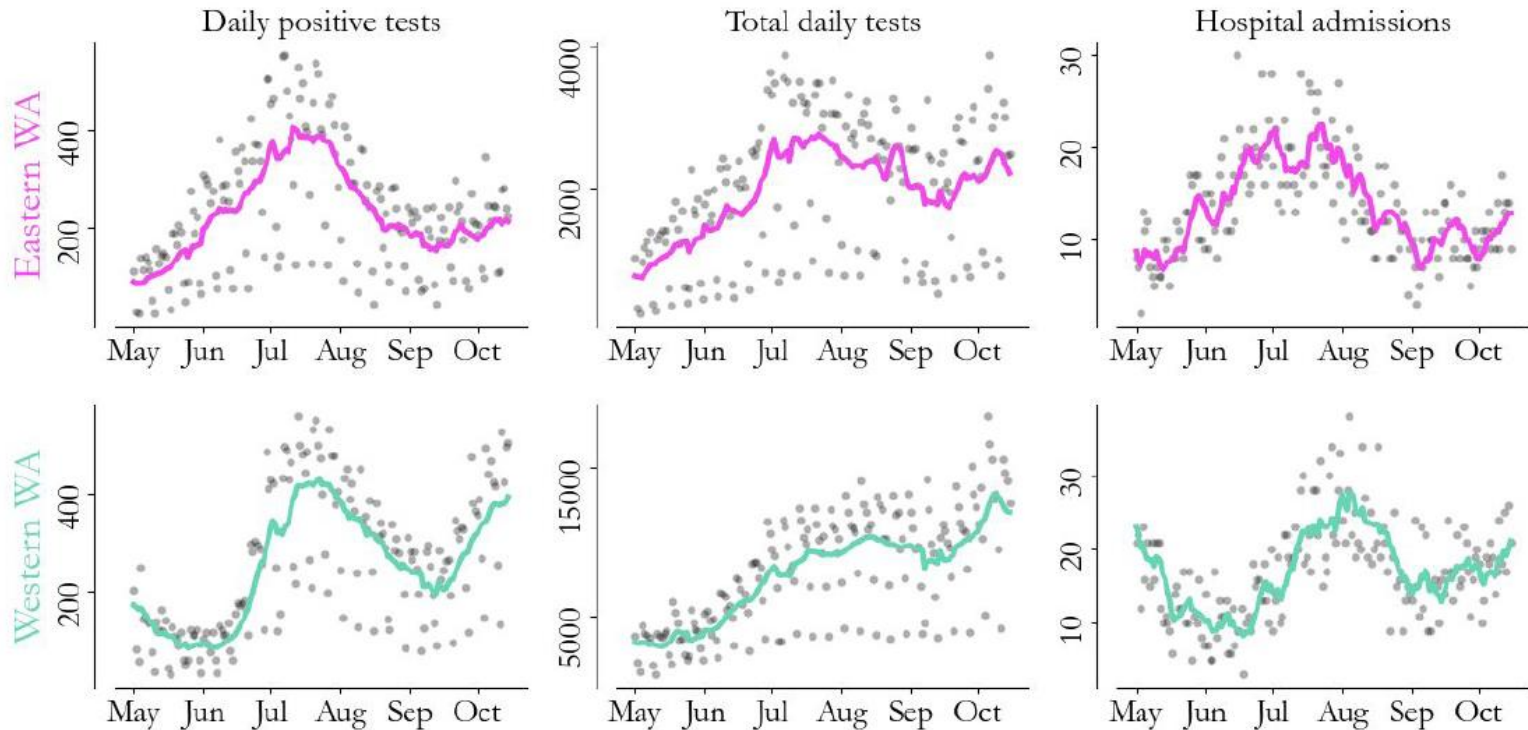 Daily positive tests
Total daily tests
Hospital admissions
Eastern WA
400
200
May Jun Jul Aug Sep Oct
4000
2000
May Jun Jul Aug Sep Oct
30
20
10
May Jun Jul Aug Sep Oct
Western WA
400
200
May Jun Jul Aug Sep Oct
15000
5000
May Jun Jul Aug Sep Oct
30
20
10
May Jun Jul Aug Sep Oct